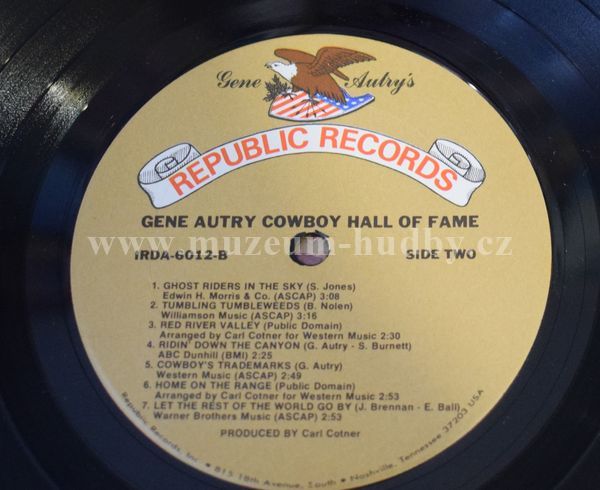 Gene Autry's
REPUBLIC RECORDS
GENE AUTRY COWBOY HALL OF FAME
www.muzeum-hudby.cz
IRDA-6012-B SIDE TWO
1. GHOST RIDERS IN THE SKY (S. Jones)
Edwin H. Morris & Co. (ASCAP) 3:08
2. TUMBLING TUMBLEWEEDS (B. Nolen)
Williamson Music (ASCAP) 3:16
3. RED RIVER VALLEY (Public Domain)
Arranged by Carl Cotner for Western Music 2:30
4. RIDIN' DOWN THE CANYON (G. Autry - S. Burnett)
ABC Dunhill (BMI) 2:25
5. COWBOY'S TRADEMARKS (G. Autry)
Western Music (ASCAP) 2:49
6. HOME ON THE RANGE (Public Domain)
Arranged by Carl Cotner for Western Music 2:53
7. LET THE REST OF THE WORLD GO BY (J. Brennan - E. Ball)
Warner Brothers Music (ASCAP) 2:53
PRODUCED BY Carl Cotner
Republic Records, Inc. • 815 18th Avenue, South • Nashville, Tennessee 37203 USA